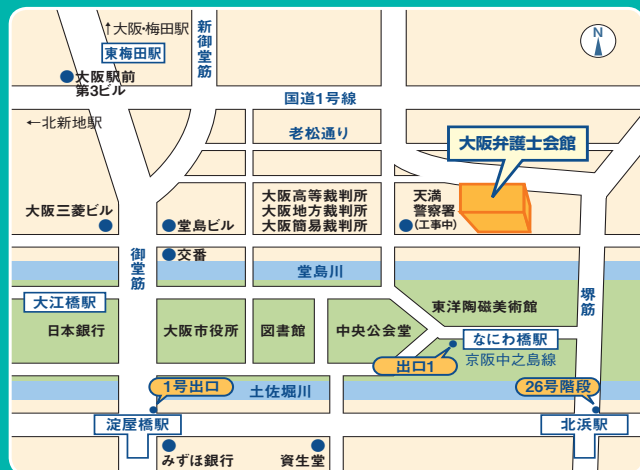 ↑大阪・梅田駅
新御堂筋
N
東梅田駅
大阪駅前
第3ビル
国道1号線
←北新地駅
老松通り
大阪弁護士会館
大阪高等裁判所
大阪地方裁判所
大阪簡易裁判所
天満
警察署
(工事中)
大阪三菱ビル
堂島ビル
御堂筋
交番
堂島川
堺筋
大江橋駅
東洋陶磁美術館
日本銀行
大阪市役所
図書館
中央公会堂
なにわ橋駅
京阪中之島線
出口1
1号出口
土佐堀川
26号階段
淀屋橋駅
北浜駅
みずほ銀行
資生堂